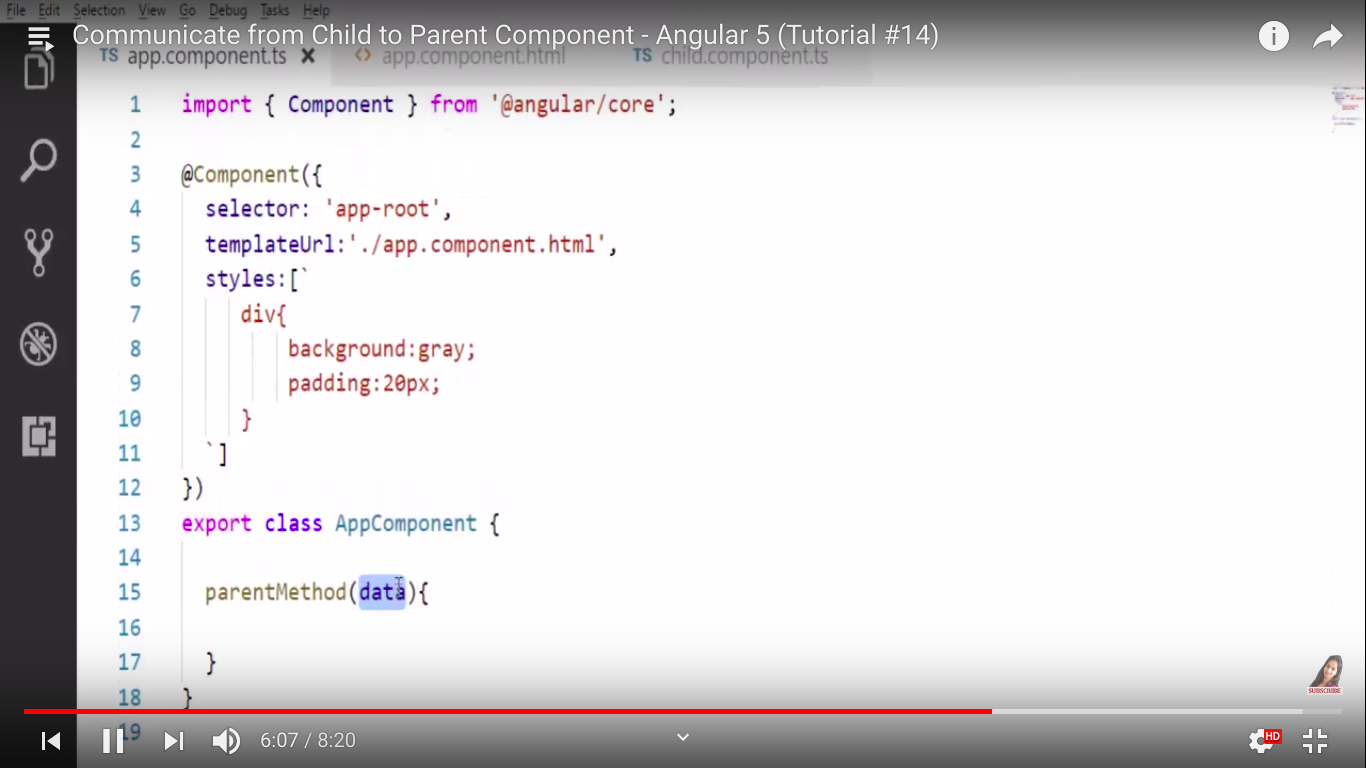 File Edit Selection View Go Debug Tasks Help
Communicate from Child to Parent Component - Angular 5 (Tutorial #14)
TS app.component.ts <> app.component.html TS child.component.ts
1 import { Component } from '@angular/core';
2
3 @Component({
4 selector: 'app-root',
5 templateUrl:'./app.component.html',
6 styles:[`
7 div{
8 background:gray;
9 padding:20px;
10 }
11 `]
12 })
13 export class AppComponent {
14
15 parentMethod(data){
16
17 }
18 }
19
SUBSCRIBE
6:07 / 8:20
HD